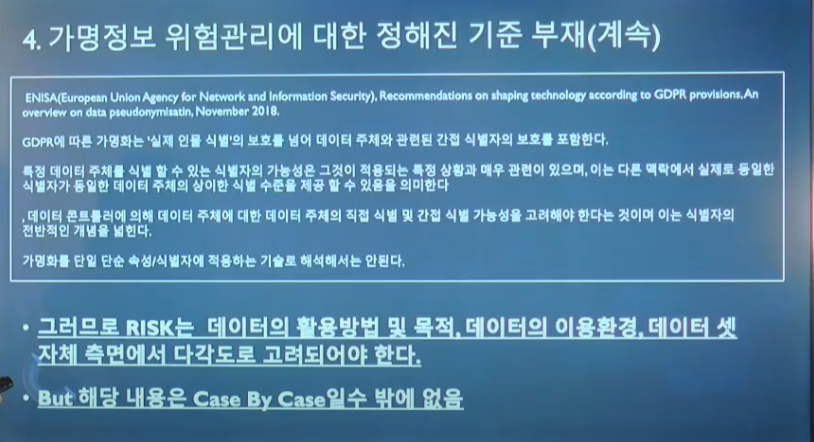 4. 가명정보 위험관리에 대한 정해진 기준 부재(계속)
ENISA(European Union Agency for Network and Information Security), Recommendations on shaping technology according to GDPR provisions, An
overview on data pseudonymisatin, November 2018.
GDPR에 따른 가명화는 '실제 인물 식별'의 보호를 넘어 데이터 주체와 관련된 간접 식별자의 보호를 포함한다.
특정 데이터 주체를 식별 할 수 있는 식별자의 가능성은 그것이 적용되는 특정 상황과 매우 관련이 있으며, 이는 다른 맥락에서 실제로 동일한
식별자가 동일한 데이터 주체의 상이한 식별 수준을 제공 할 수 있음을 의미한다
, 데이터 콘트롤러에 의해 데이터 주체에 대한 데이터 주체의 직접 식별 및 간접 식별 가능성을 고려해야 한다는 것이며 이는 식별자의
전반적인 개념을 넓힌다.
가명화를 단일 단순 속성/식별자에 적용하는 기술로 해석해서는 안된다.
• 그러므로 RISK는 데이터의 활용방법 및 목적, 데이터의 이용환경, 데이터 셋
자체 측면에서 다각도로 고려되어야 한다.
• But 해당 내용은 Case By Case일수 밖에 없음